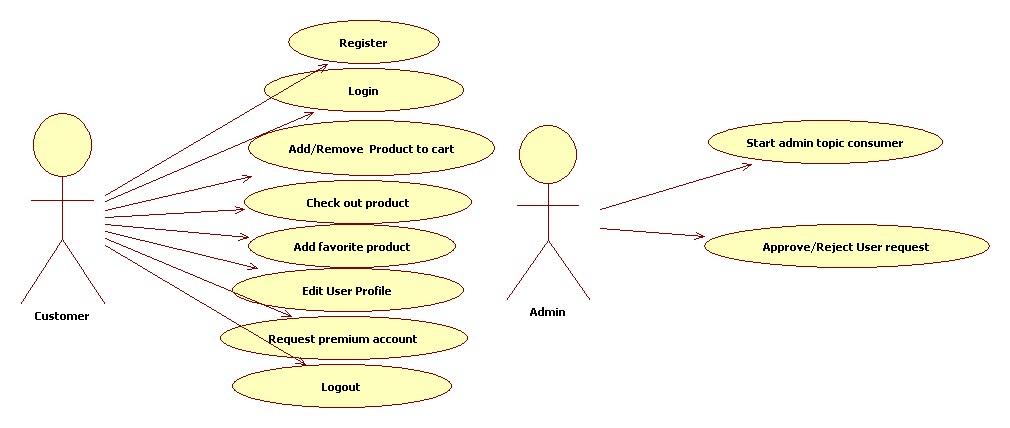 Register
Login
Add/Remove Product to cart
Check out product
Add favorite product
Edit User Profile
Request premium account
Logout
Customer
Start admin topic consumer
Approve/Reject User request
Admin